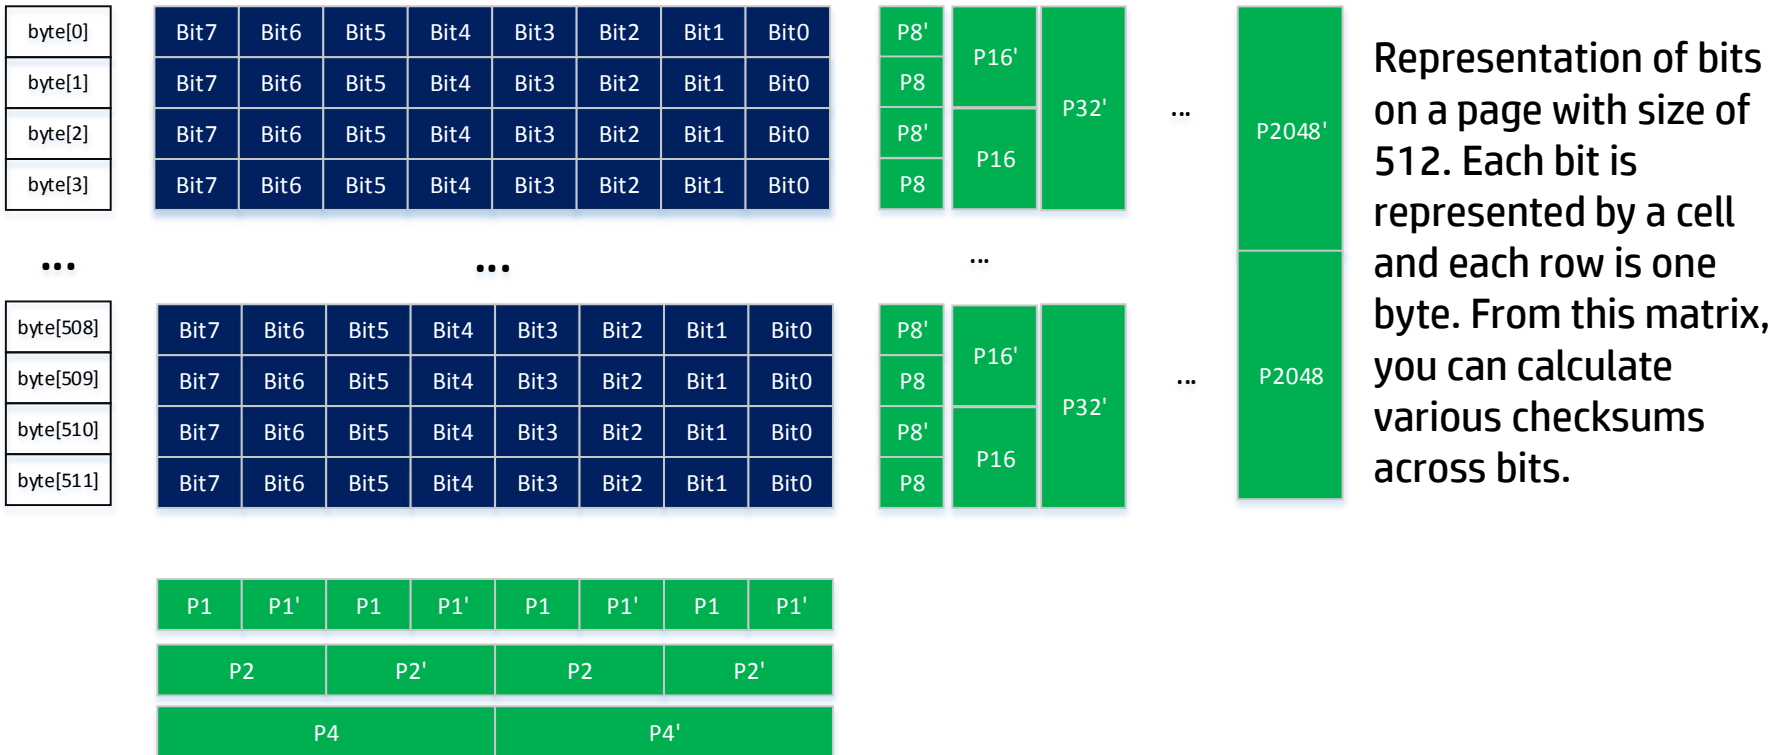 byte[0] Bit7 Bit6 Bit5 Bit4 Bit3 Bit2 Bit1 Bit0 P8'
P16'
byte[1] Bit7 Bit6 Bit5 Bit4 Bit3 Bit2 Bit1 Bit0 P8
P32' ... P2048'
byte[2] Bit7 Bit6 Bit5 Bit4 Bit3 Bit2 Bit1 Bit0 P8'
P16
byte[3] Bit7 Bit6 Bit5 Bit4 Bit3 Bit2 Bit1 Bit0 P8
... ... ...
byte[508] Bit7 Bit6 Bit5 Bit4 Bit3 Bit2 Bit1 Bit0 P8'
P16'
byte[509] Bit7 Bit6 Bit5 Bit4 Bit3 Bit2 Bit1 Bit0 P8
P32' ... P2048
byte[510] Bit7 Bit6 Bit5 Bit4 Bit3 Bit2 Bit1 Bit0 P8'
P16
byte[511] Bit7 Bit6 Bit5 Bit4 Bit3 Bit2 Bit1 Bit0 P8
P1 P1' P1 P1' P1 P1' P1 P1'
P2 P2' P2 P2'
P4 P4'
Representation of bits
on a page with size of
512. Each bit is
represented by a cell
and each row is one
byte. From this matrix,
you can calculate
various checksums
across bits.